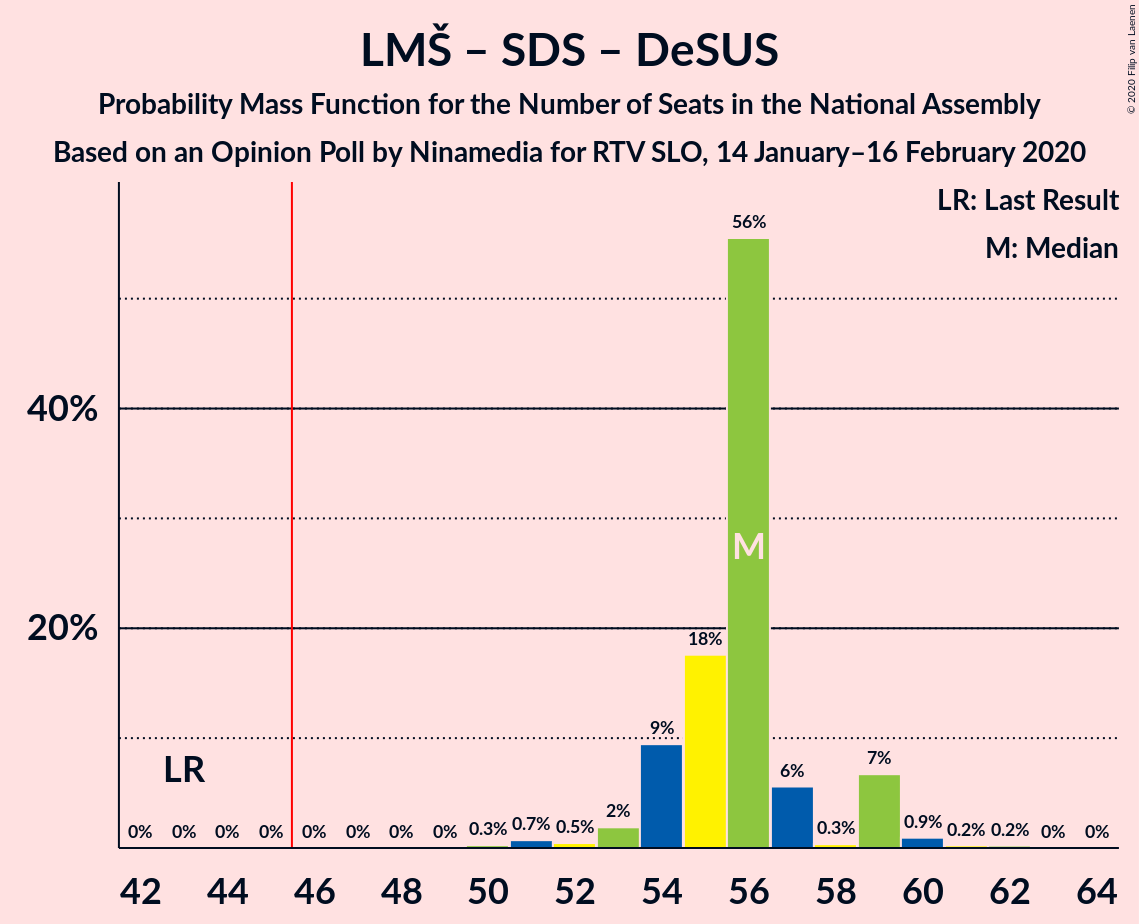 LMŠ – SDS – DeSUS
Probability Mass Function for the Number of Seats in the National Assembly
Based on an Opinion Poll by Ninamedia for RTV SLO, 14 January–16 February 2020
© 2020 Filip van Laenen
LR: Last Result
M: Median
56%
40%
M
20%
18%
9%
LR
7%
6%
2%
0% 0% 0% 0% 0% 0% 0% 0% 0.3% 0.7% 0.5% 0.3% 0.9% 0.2% 0.2% 0% 0%
42 44 46 48 50 52 54 56 58 60 62 64